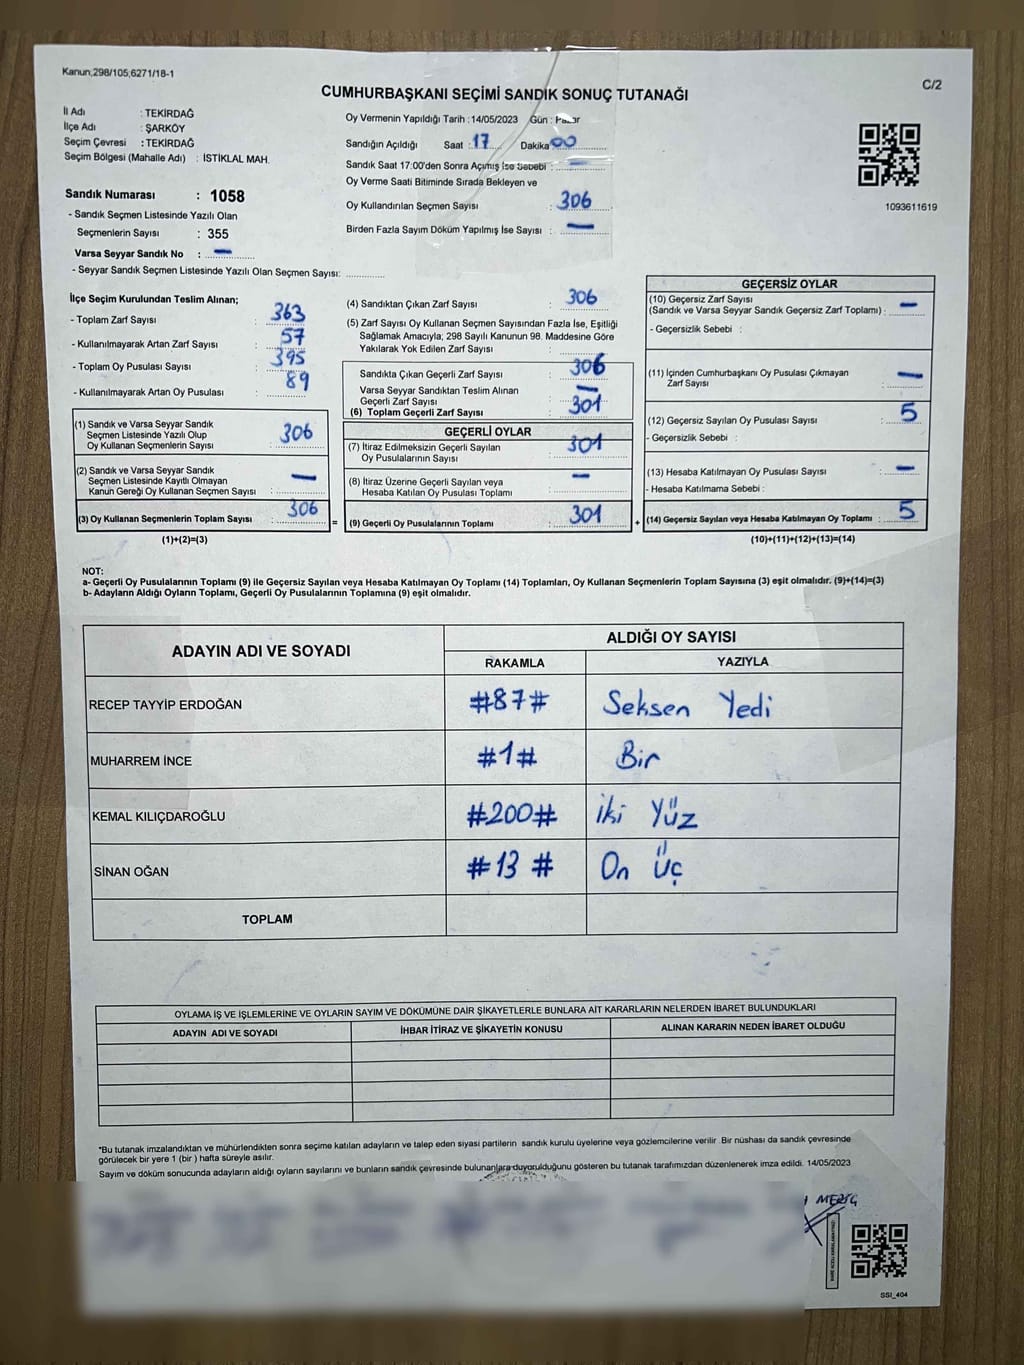 Kanun;298/105;6271/18-1
C/2
CUMHURBAŞKANI SEÇİMİ SANDIK SONUÇ TUTANAĞI
İl Adı : TEKİRDAĞ
İlçe Adı : ŞARKÖY
Seçim Çevresi : TEKİRDAĞ
Seçim Bölgesi (Mahalle Adı) : İSTİKLAL MAH.
Sandık Numarası : 1058
- Sandık Seçmen Listesinde Yazılı Olan
Seçmenlerin Sayısı : 355
Varsa Seyyar Sandık No : —
- Seyyar Sandık Seçmen Listesinde Yazılı Olan Seçmen Sayısı: ............
Oy Vermenin Yapıldığı Tarih :14/05/2023 Gün : Pazar
Sandığın Açıldığı Saat : 17 Dakika 00
Sandık Saat 17:00'den Sonra Açımış İse Sebebi : —
Oy Verme Saati Bitiminde Sırada Bekleyen ve
Oy Kullandırılan Seçmen Sayısı : 306
Birden Fazla Sayım Döküm Yapılmış İse Sayısı : —
1093611619
İlçe Seçim Kurulundan Teslim Alınan;
- Toplam Zarf Sayısı : 363
- Kullanılmayarak Artan Zarf Sayısı : 57
- Toplam Oy Pusulası Sayısı : 395
- Kullanılmayarak Artan Oy Pusulası : 89
(1) Sandık ve Varsa Seyyar Sandık
Seçmen Listesinde Yazılı Olup
Oy Kullanan Seçmenlerin Sayısı : 306
(2) Sandık ve Varsa Seyyar Sandık
Seçmen Listesinde Kayıtlı Olmayan
Kanun Gereği Oy Kullanan Seçmen Sayısı : —
(3) Oy Kullanan Seçmenlerin Toplam Sayısı : 306
(1)+(2)=(3)
(4) Sandıktan Çıkan Zarf Sayısı : 306
(5) Zarf Sayısı Oy Kullanan Seçmen Sayısından Fazla İse, Eşitliği
Sağlamak Amacıyla; 298 Sayılı Kanunun 98. Maddesine Göre
Yakılarak Yok Edilen Zarf Sayısı :
Sandıkta Çıkan Geçerli Zarf Sayısı : 306
Varsa Seyyar Sandıktan Teslim Alınan
Geçerli Zarf Sayısı : —
(6) Toplam Geçerli Zarf Sayısı : 301
GEÇERLİ OYLAR
(7) İtiraz Edilmeksizin Geçerli Sayılan
Oy Pusulalarının Sayısı : 301
(8) İtiraz Üzerine Geçerli Sayılan veya
Hesaba Katılan Oy Pusulası Toplamı : —
= (9) Geçerli Oy Pusulalarının Toplamı : 301
GEÇERSİZ OYLAR
(10) Geçersiz Zarf Sayısı
(Sandık ve Varsa Seyyar Sandık Geçersiz Zarf Toplamı) : —
- Geçersizlik Sebebi :
(11) İçinden Cumhurbaşkanı Oy Pusulası Çıkmayan
Zarf Sayısı : —
(12) Geçersiz Sayılan Oy Pusulası Sayısı : 5
- Geçersizlik Sebebi :
(13) Hesaba Katılmayan Oy Pusulası Sayısı : —
- Hesaba Katılmama Sebebi :
+ (14) Geçersiz Sayılan veya Hesaba Katılmayan Oy Toplamı : 5
(10)+(11)+(12)+(13)=(14)
NOT:
a- Geçerli Oy Pusulalarının Toplamı (9) ile Geçersiz Sayılan veya Hesaba Katılmayan Oy Toplamı (14) Toplamları, Oy Kullanan Seçmenlerin Toplam Sayısına (3) eşit olmalıdır. (9)+(14)=(3)
b- Adayların Aldığı Oyların Toplamı, Geçerli Oy Pusulalarının Toplamına (9) eşit olmalıdır.
ADAYIN ADI VE SOYADI ALDIĞI OY SAYISI
RAKAMLA YAZIYLA
RECEP TAYYİP ERDOĞAN #87# Seksen Yedi
MUHARREM İNCE #1# Bir
KEMAL KILIÇDAROĞLU #200# İki Yüz
SİNAN OĞAN #13# On Üç
TOPLAM
OYLAMA İŞ VE İŞLEMLERİNE VE OYLARIN SAYIM VE DÖKÜMÜNE DAİR ŞİKAYETLERLE BUNLARA AİT KARARLARIN NELERDEN İBARET BULUNDUKLARI
ADAYIN ADI VE SOYADI İHBAR İTİRAZ VE ŞİKAYETİN KONUSU ALINAN KARARIN NEDEN İBARET OLDUĞU
*Bu tutanak imzalandıktan ve mühürlendikten sonra seçime katılan adayların ve talep eden siyasi partilerin sandık kurulu üyelerine veya gözlemcilerine verilir. Bir nüshası da sandık çevresinde
görülecek bir yere 1 (bir ) hafta süreyle asılır.
Sayım ve döküm sonucunda adayların aldığı oyların sayılarını ve bunların sandık çevresinde bulunanlara duyurulduğunu gösteren bu tutanak tarafımızdan düzenlenerek imza edildi. 14/05/2023
MERİÇ
SSI_404